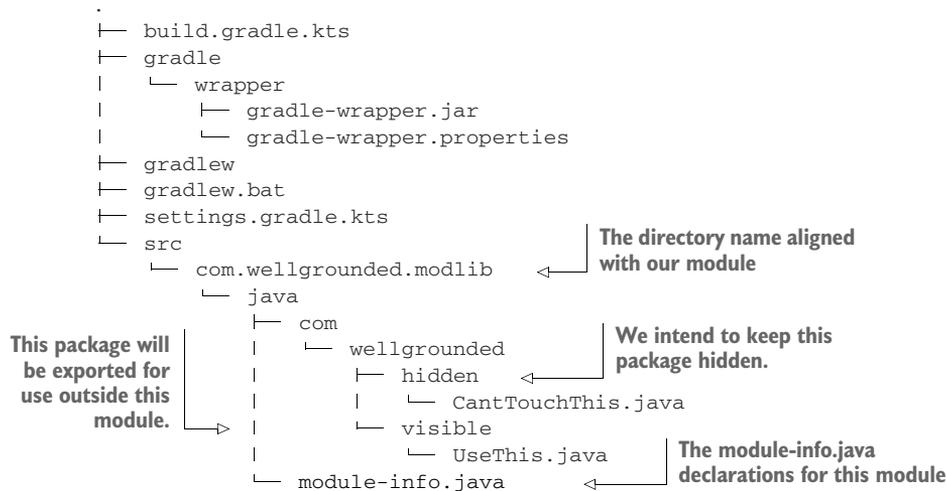 .
├── build.gradle.kts
├── gradle
│   └── wrapper
│       ├── gradle-wrapper.jar
│       └── gradle-wrapper.properties
├── gradlew
├── gradlew.bat
├── settings.gradle.kts
└── src
    └── com.wellgrounded.modlib
        └── java
            ├── com
            │   └── wellgrounded
            │       ├── hidden
            │       │   └── CantTouchThis.java
            │       └── visible
            │           └── UseThis.java
            └── module-info.java
The directory name aligned
with our module
This package will
be exported for
use outside this
module.
We intend to keep this
package hidden.
The module-info.java
declarations for this module